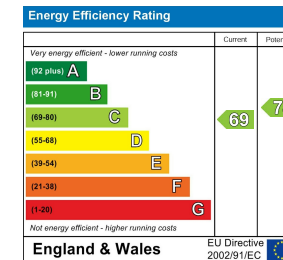 Energy Efficiency Rating
Current
Very energy efficient - lower running costs
(92 plus) A
(81-91) B
(69-80) C
69
(55-68) D
(39-54) E
(21-38) F
(1-20) G
Not energy efficient - higher running costs
England & Wales
EU Directive
2002/91/EC